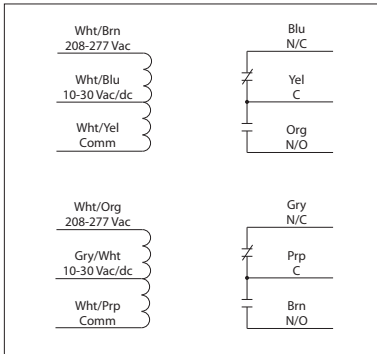 Wht/Brn
208-277 Vac
Wht/Blu
10-30 Vac/dc
Wht/Yel
Comm
Blu
N/C
Yel
C
Org
N/O
Wht/Org
208-277 Vac
Gry/Wht
10-30 Vac/dc
Wht/Prp
Comm
Gry
N/C
Prp
C
Brn
N/O